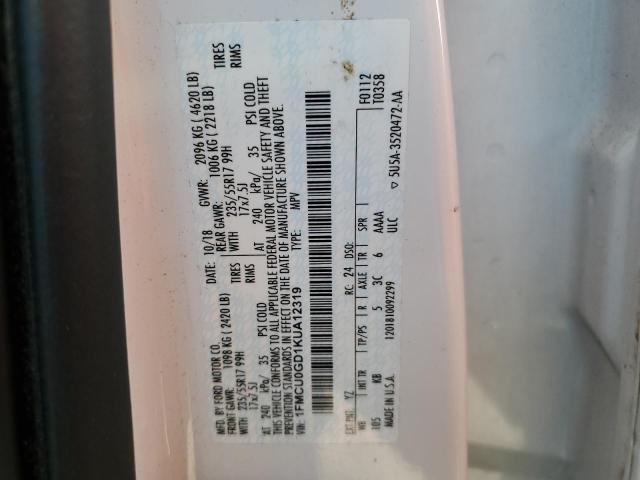 MFD. BY FORD MOTOR CO.
10/18
GVWR: 2096 KG ( 4620 LB)
FRONT GAWR: 1098 KG ( 2420 LB)
REAR GAWR: 1006 KG ( 2218 LB)
WITH 235/55R17 99H TIRES
WITH 235/55R17 99H TIRES
17x7.5J RIMS
17x7.5J RIMS
AT 240 kPa/ 35 PSI COLD
AT 240 kPa/ 35 PSI COLD
THIS VEHICLE CONFORMS TO ALL APPLICABLE FEDERAL MOTOR VEHICLE SAFETY AND THEFT
PREVENTION STANDARDS IN EFFECT ON THE DATE OF MANUFACTURE SHOWN ABOVE.
VIN: 1FMCU0GD1KUA12319
TYPE: MPV
F0112
T0358
EXT PNT: YZ RC: 24 DSO:
WB INT TR TP/PS R AXLE TR SPR
105 KB 5 3C 6 AAAA
MADE IN U.S.A. 120181009 2299 ULC
▽ 5U5A-3520472-AA